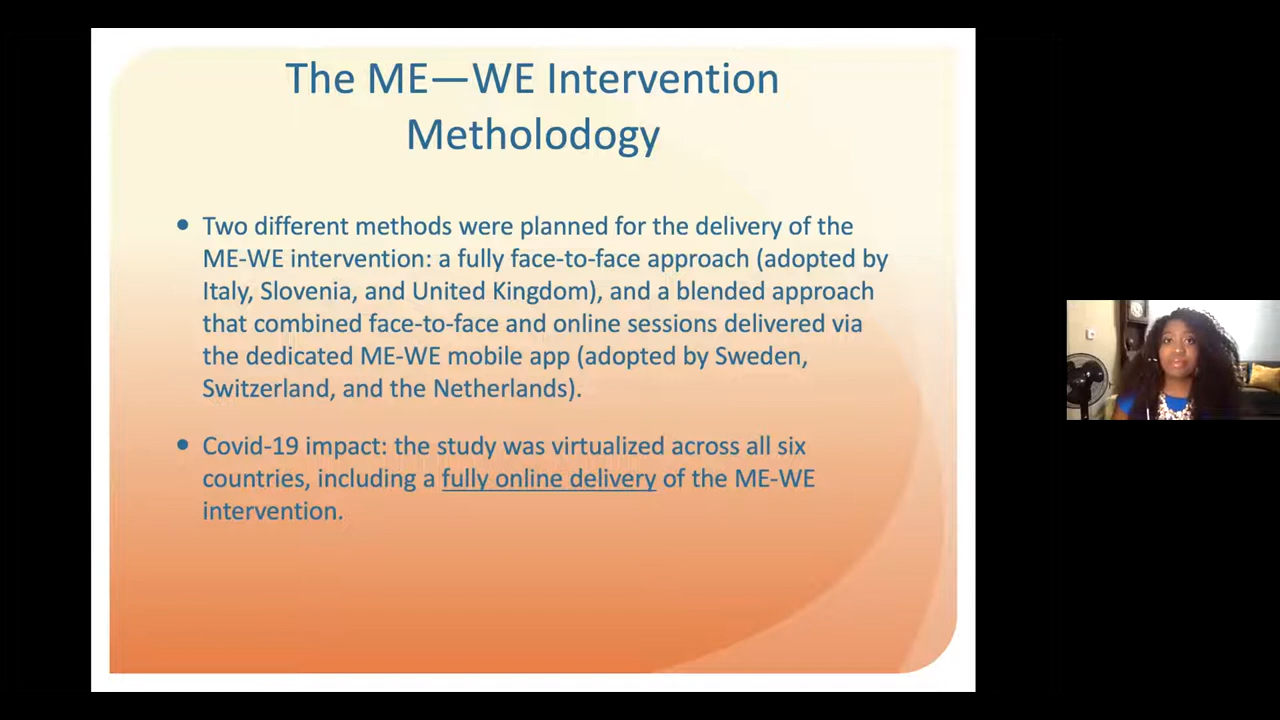 The ME—WE Intervention
Metholodogy
• Two different methods were planned for the delivery of the
ME-WE intervention: a fully face-to-face approach (adopted by
Italy, Slovenia, and United Kingdom), and a blended approach
that combined face-to-face and online sessions delivered via
the dedicated ME-WE mobile app (adopted by Sweden,
Switzerland, and the Netherlands).
• Covid-19 impact: the study was virtualized across all six
countries, including a fully online delivery of the ME-WE
intervention.